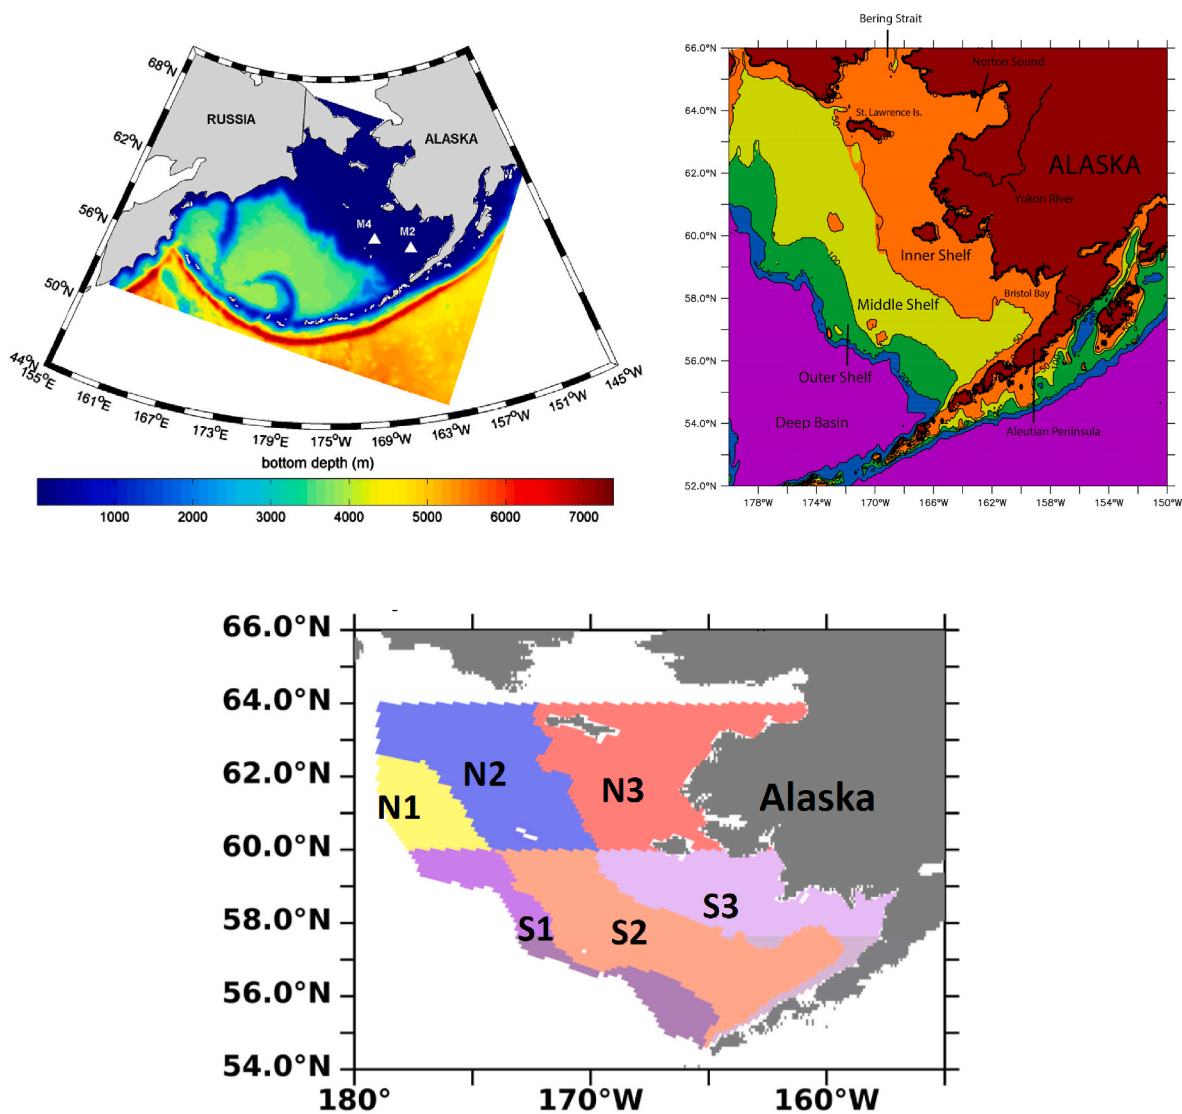 68°N
62°N
56°N
50°N
44°N
RUSSIA
ALASKA
M4
M2
155°E
161°E
167°E
173°E
179°E
175°W
169°W
163°W
157°W
151°W
145°W
bottom depth (m)
1000
2000
3000
4000
5000
6000
7000
Bering Strait
66.0°N
64.0°N
62.0°N
60.0°N
58.0°N
56.0°N
54.0°N
52.0°N
Norton Sound
St. Lawrence Is.
ALASKA
Yukon River
Inner Shelf
Bristol Bay
Middle Shelf
Outer Shelf
Deep Basin
Aleutian Peninsula
178°W
174°W
170°W
166°W
162°W
158°W
154°W
150°W
66.0°N
64.0°N
62.0°N
60.0°N
58.0°N
56.0°N
54.0°N
N1
N2
N3
Alaska
S1
S2
S3
180°
170°W
160°W